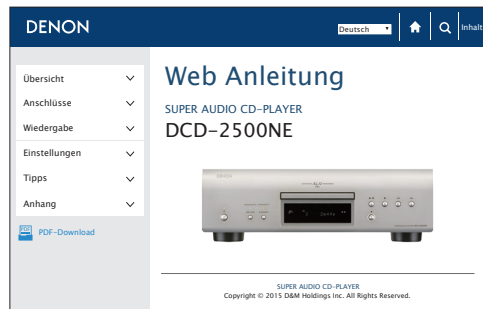 DENON
Deutsch
Inhalt
Übersicht
Anschlüsse
Wiedergabe
Einstellungen
Tipps
Anhang
PDF-Download
Web Anleitung
SUPER AUDIO CD-PLAYER
DCD-2500NE
SUPER AUDIO CD-PLAYER
Copyright © 2015 D&M Holdings Inc. All Rights Reserved.